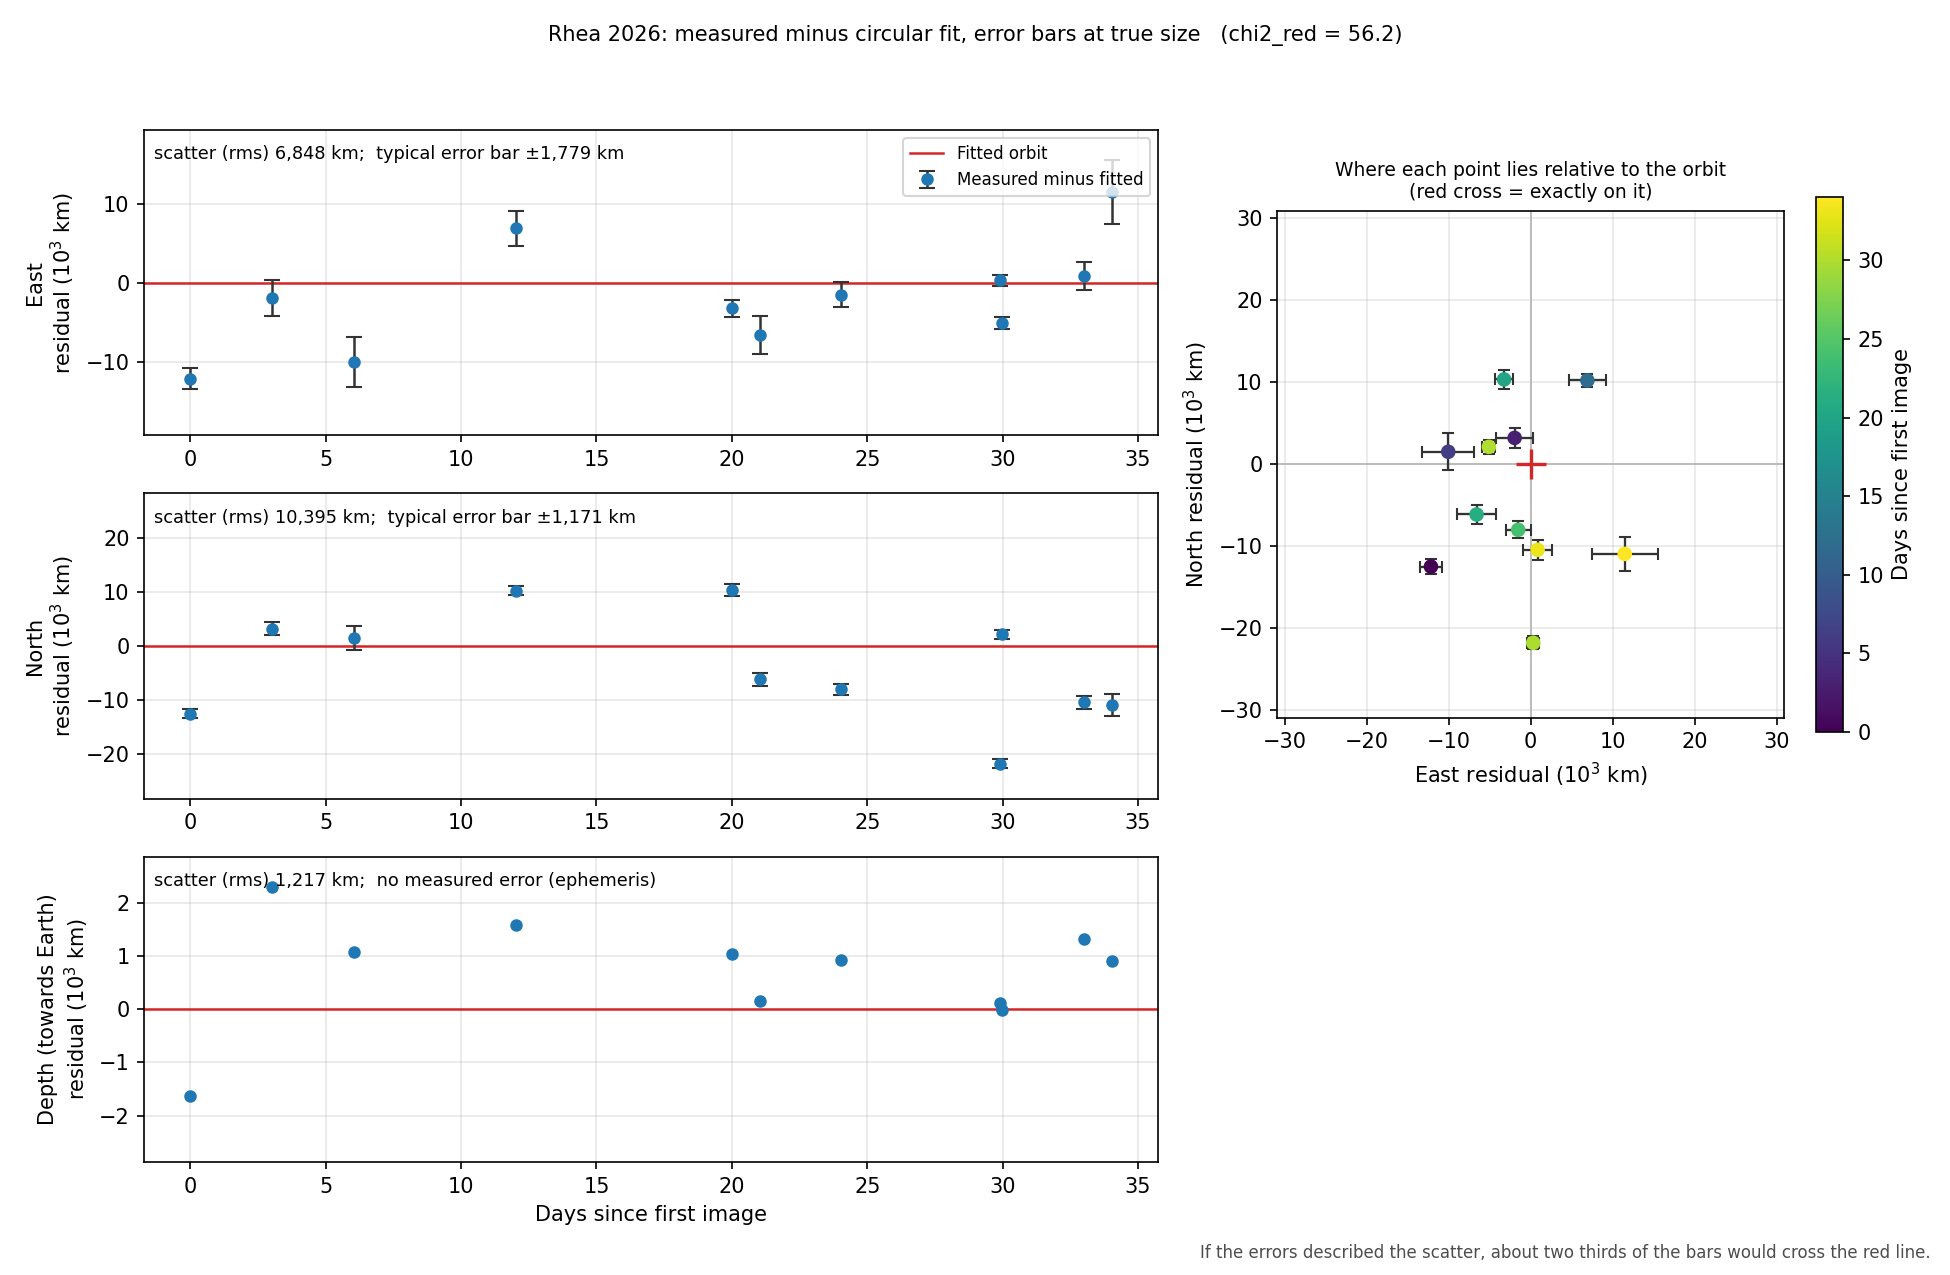 Rhea 2026: measured minus circular fit, error bars at true size (chi2_red = 56.2)
scatter (rms) 6,848 km; typical error bar ±1,779 km
Fitted orbit
Measured minus fitted
East
residual (10³ km)
10
0
−10
0 5 10 15 20 25 30 35
scatter (rms) 10,395 km; typical error bar ±1,171 km
North
residual (10³ km)
20
10
0
−10
−20
0 5 10 15 20 25 30 35
scatter (rms) 1,217 km; no measured error (ephemeris)
Depth (towards Earth)
residual (10³ km)
2
1
0
−1
−2
0 5 10 15 20 25 30 35
Days since first image
Where each point lies relative to the orbit
(red cross = exactly on it)
North residual (10³ km)
30
20
10
0
−10
−20
−30
−30 −20 −10 0 10 20 30
East residual (10³ km)
30
25
20
15
10
5
0
Days since first image
If the errors described the scatter, about two thirds of the bars would cross the red line.